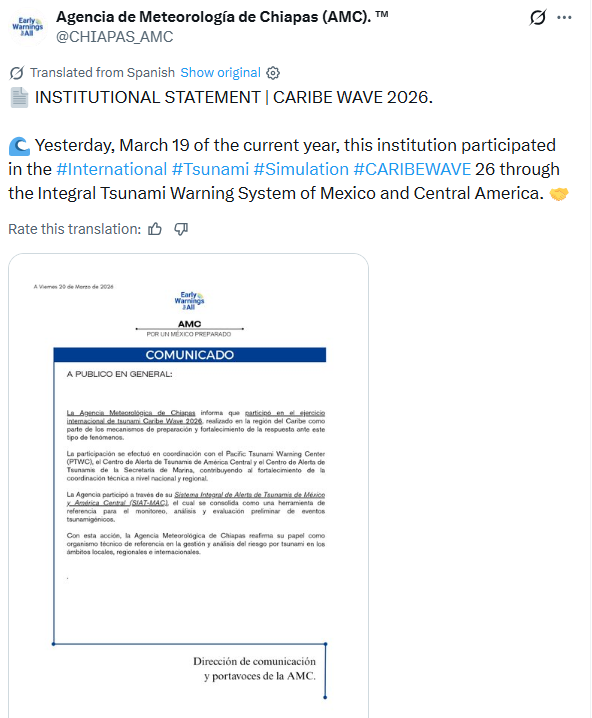 Agencia de Meteorología de Chiapas (AMC). ™
@CHIAPAS_AMC
Early
Warnings
All
Translated from Spanish Show original
INSTITUTIONAL STATEMENT | CARIBE WAVE 2026.
Yesterday, March 19 of the current year, this institution participated
in the #International #Tsunami #Simulation #CARIBEWAVE 26 through
the Integral Tsunami Warning System of Mexico and Central America.
Rate this translation:
A Viernes 20 de Marzo de 2026
Early
Warnings
All
AMC
POR UN MÉXICO PREPARADO
COMUNICADO
A PUBLICO EN GENERAL:
La Agencia Meteorológica de Chiapas informa que participo en el ejercicio
internacional de tsunami Caribe Wave 2026, realizado en la región del Caribe como
parte de los mecanismos de preparación y fortalecimiento de la respuesta ante este
tipo de fenómenos.
La participación se efectuó en coordinación con el Pacific Tsunami Warning Center
(PTWC), el Centro de Alerta de Tsunamis de América Central y el Centro de Alerta de
Tsunamis de la Secretaría de Marina, contribuyendo al fortalecimiento de la
coordinación técnica a nivel nacional y regional.
La Agencia participó a través de su Sistema Integral de Alerta de Tsunamis de México
y América Central (SIAT-MAC), el cual se consolida como una herramienta de
referencia para el monitoreo, análisis y evaluación preliminar de eventos
tsunamigénicos.
Con esta acción, la Agencia Meteorológica de Chiapas reafirma su papel como
organismo técnico de referencia en la gestión y análisis del riesgo por tsunami en los
ámbitos locales, regionales e internacionales.
.
Dirección de comunicación
y portavoces de la AMC.